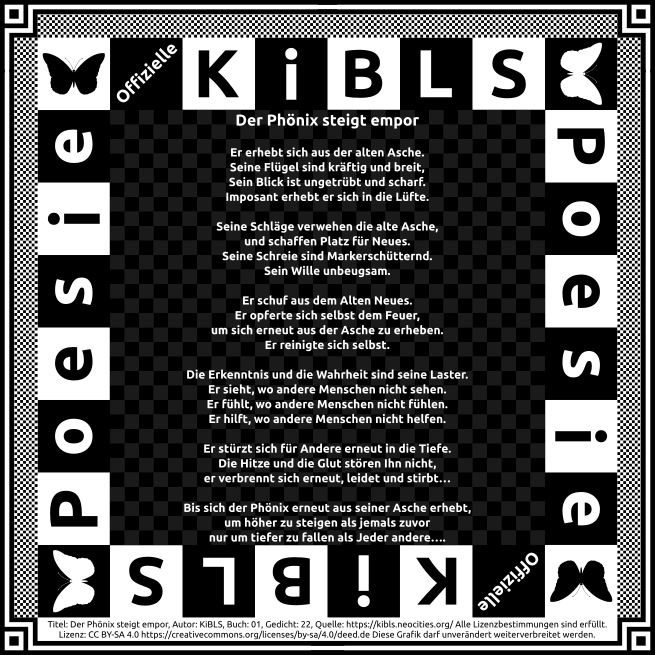 Offizielle
KiBLS
Poesie
Poesie
Der Phönix steigt empor
Er erhebt sich aus der alten Asche.
Seine Flügel sind kräftig und breit,
Sein Blick ist ungetrübt und scharf.
Imposant erhebt er sich in die Lüfte.
Seine Schläge verwehen die alte Asche,
und schaffen Platz für Neues.
Seine Schreie sind Markerschütternd.
Sein Wille unbeugsam.
Er schuf aus dem Alten Neues.
Er opferte sich selbst dem Feuer,
um sich erneut aus der Asche zu erheben.
Er reinigte sich selbst.
Die Erkenntnis und die Wahrheit sind seine Laster.
Er sieht, wo andere Menschen nicht sehen.
Er fühlt, wo andere Menschen nicht fühlen.
Er hilft, wo andere Menschen nicht helfen.
Er stürzt sich für Andere erneut in die Tiefe.
Die Hitze und die Glut stören Ihn nicht,
er verbrennt sich erneut, leidet und stirbt…
Bis sich der Phönix erneut aus seiner Asche erhebt,
um höher zu steigen als jemals zuvor
nur um tiefer zu fallen als Jeder andere….
KiBLS
Offizielle
Titel: Der Phönix steigt empor, Autor: KiBLS, Buch: 01, Gedicht: 22, Quelle: https://kibls.neocities.org/ Alle Lizenzbestimmungen sind erfüllt.
Lizenz: CC BY-SA 4.0 https://creativecommons.org/licenses/by-sa/4.0/deed.de Diese Grafik darf unverändert weiterverbreitet werden.